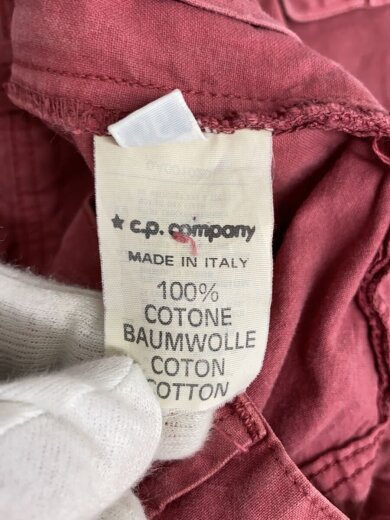 ★ c.p. company
MADE IN ITALY
100%
COTONE
BAUMWOLLE
COTON
COTTON